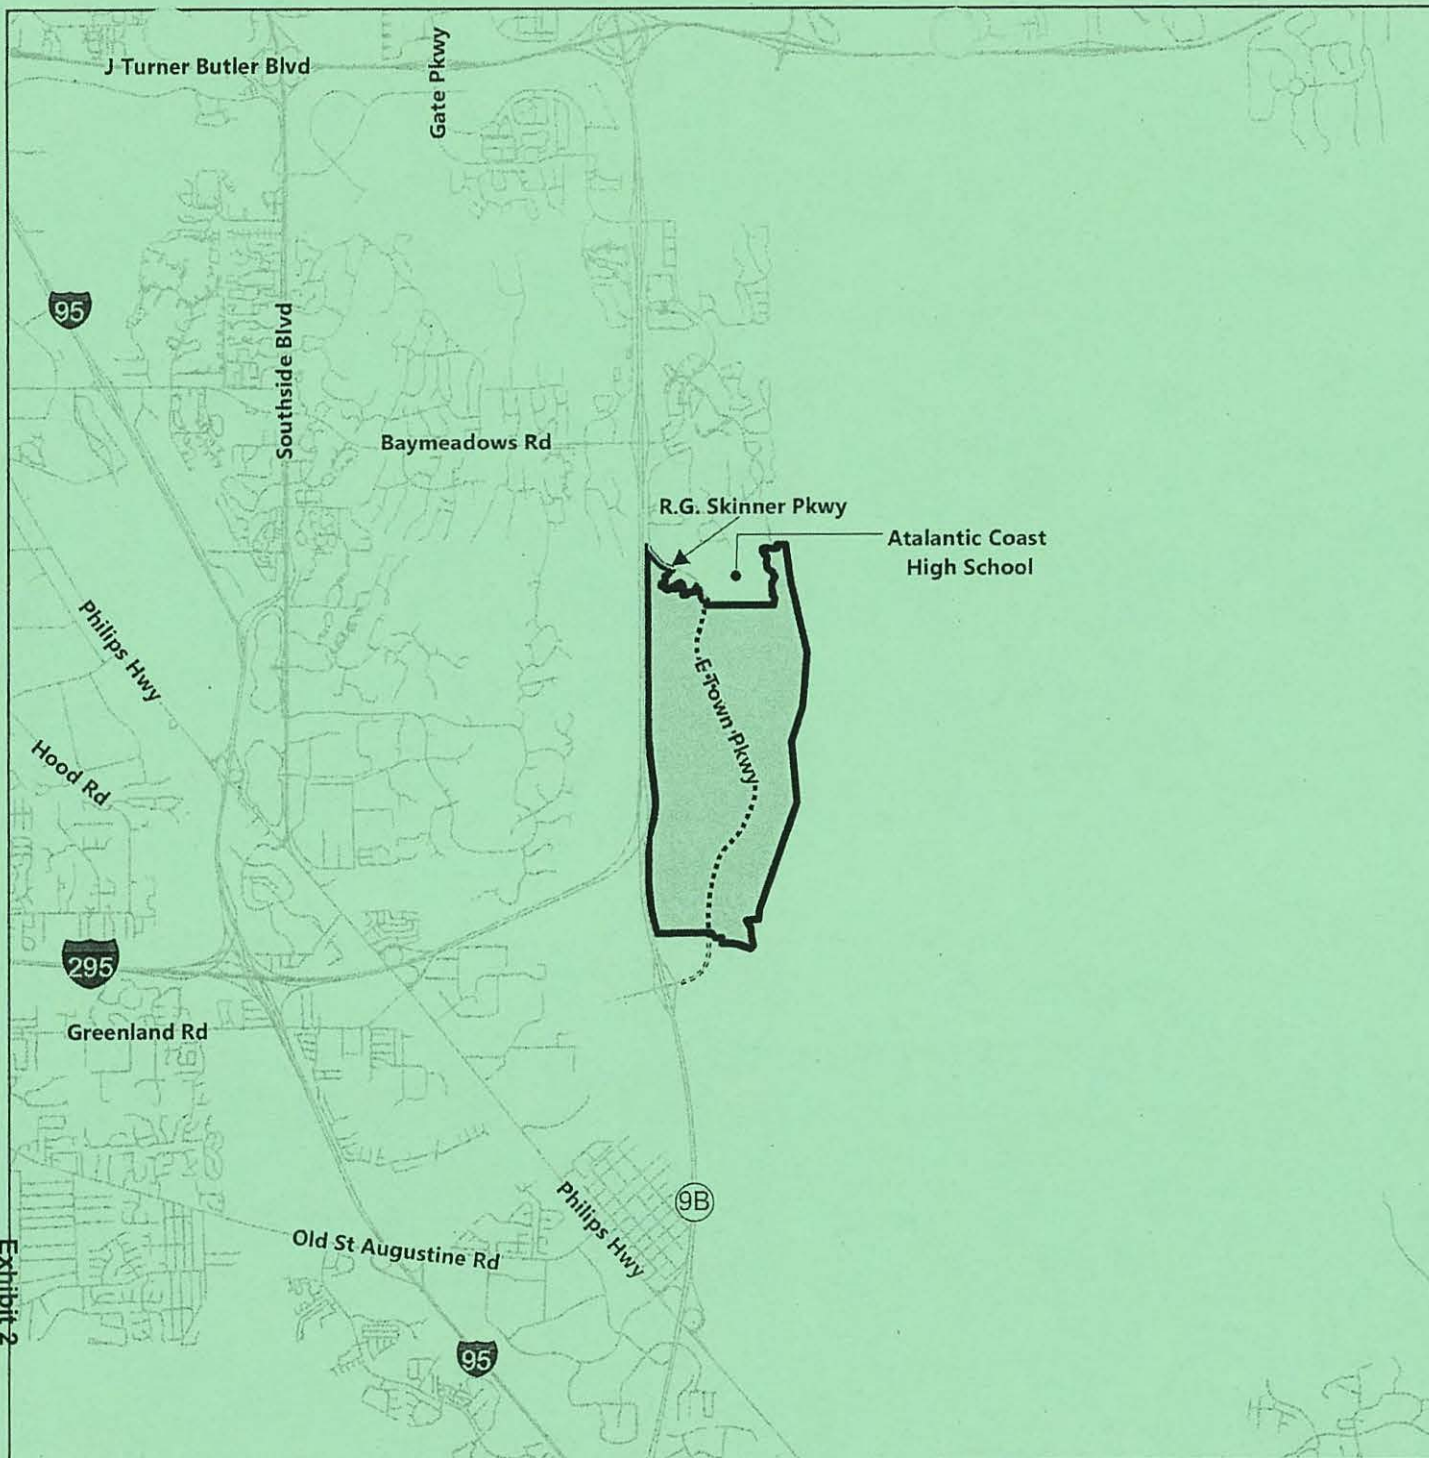 J Turner Butler Blvd
Gate Pkwy
95
Southside Blvd
Baymeadows Rd
R.G. Skinner Pkwy
Atalantic Coast
High School
Philips Hwy
E-Town Pkwy
Hood Rd
295
Greenland Rd
9B
Philips Hwy
Old St Augustine Rd
Exhibit 2
95